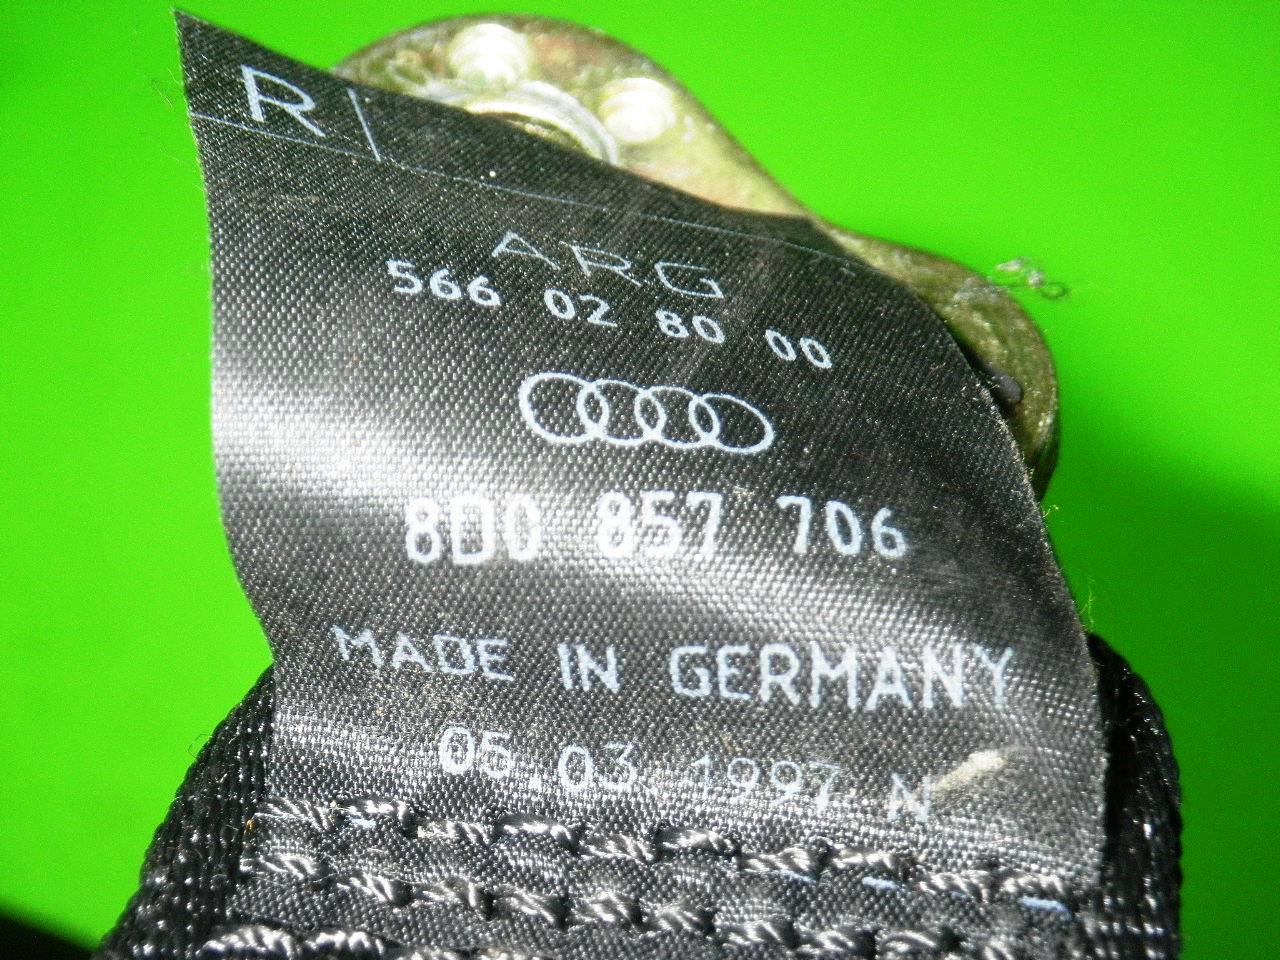 R
ARG
566 02 80 00
8D0 857 706
MADE IN GERMANY
05.03.1997 N